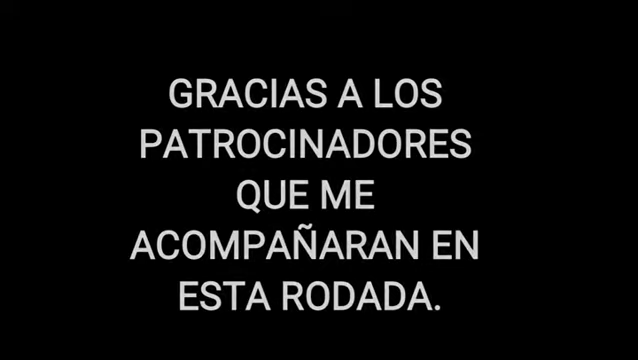 GRACIAS A LOS
PATROCINADORES
QUE ME
ACOMPAÑARAN EN
ESTA RODADA.